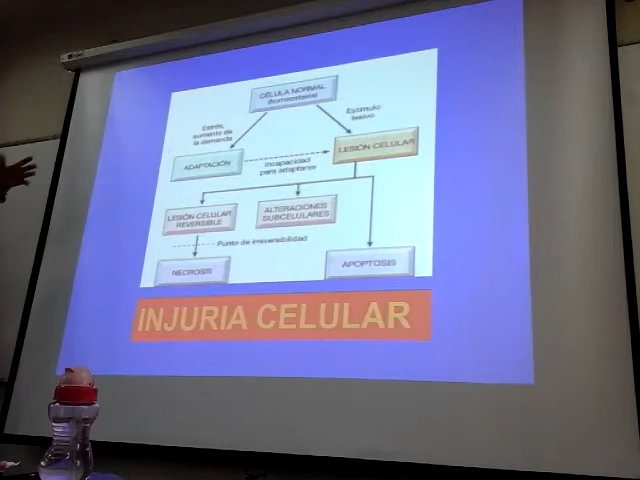 CÉLULA NORMAL
(homeostasia)
Estrés,
aumento de
la demanda
Estímulo
lesivo
ADAPTACIÓN
Incapacidad
para adaptarse
LESIÓN CELULAR
LESIÓN CELULAR
REVERSIBLE
ALTERACIONES
SUBCELULARES
Punto de irreversibilidad
NECROSIS
APOPTOSIS
INJURIA CELULAR